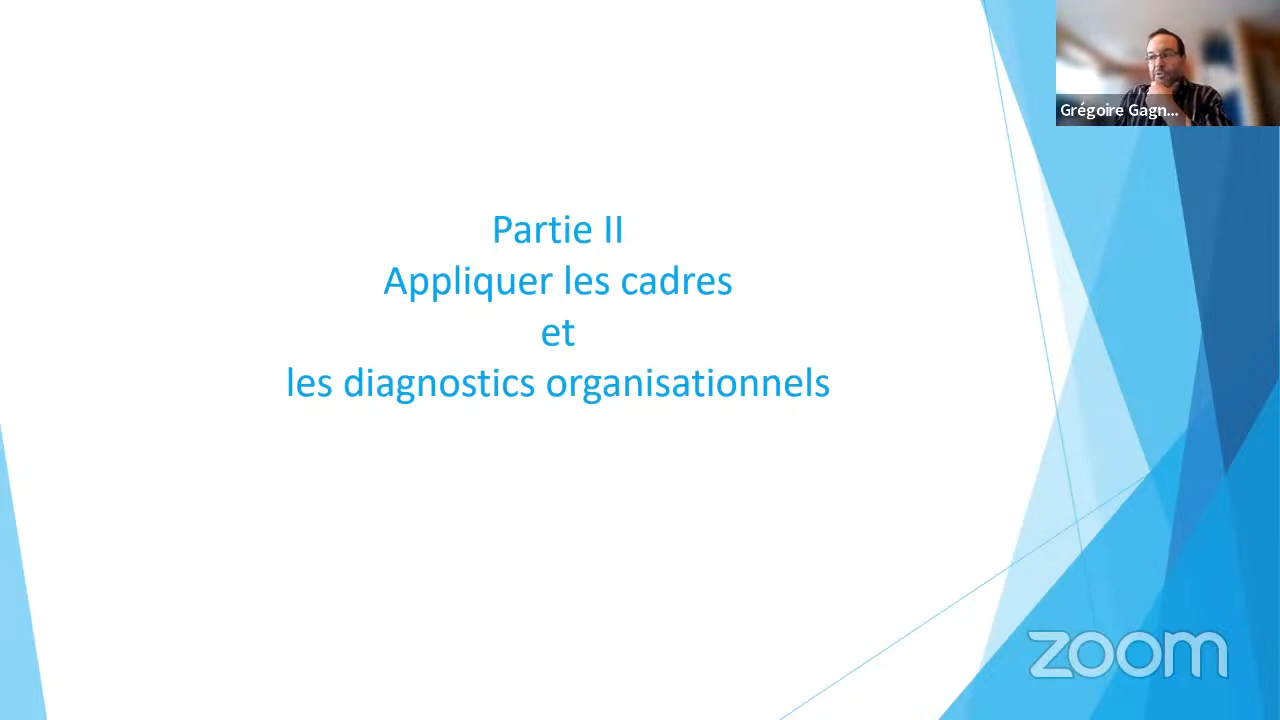 Partie II
Appliquer les cadres
et
les diagnostics organisationnels
Grégoire Gagn...
zoom